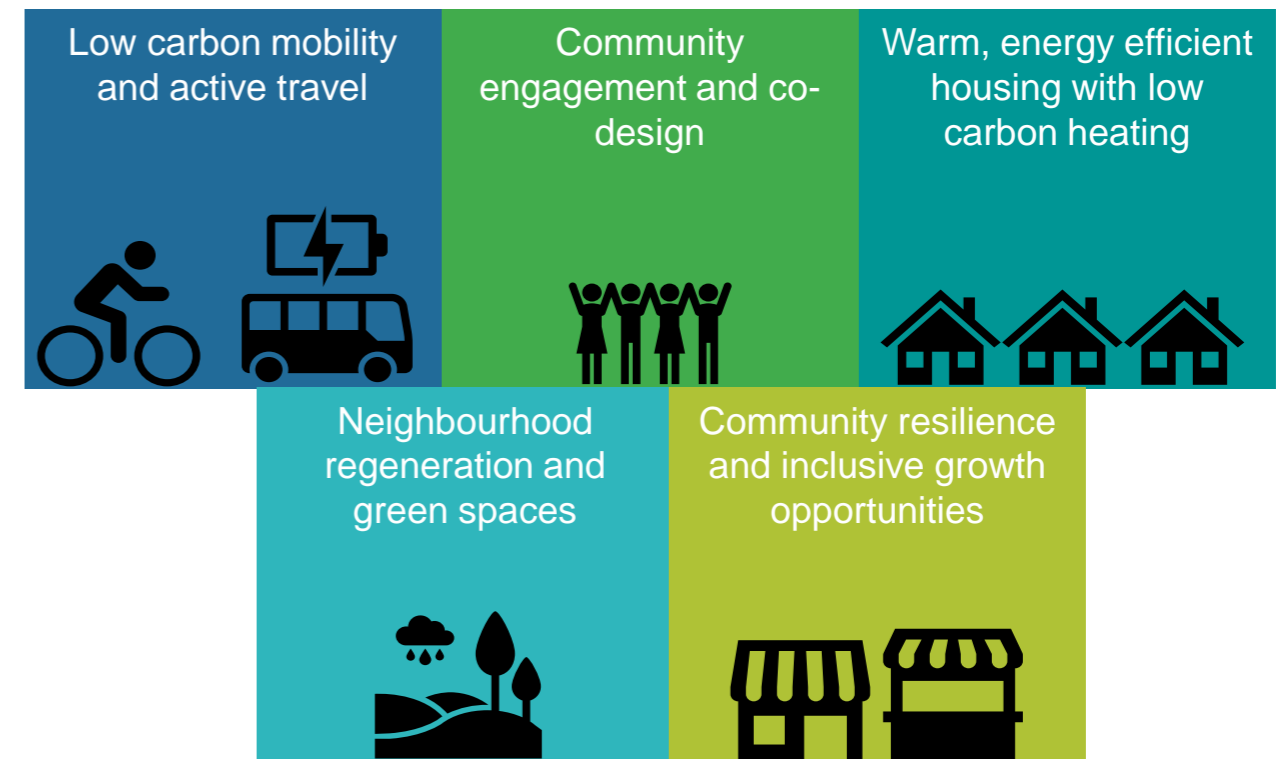 Low carbon mobility
and active travel
Community
engagement and co-
design
Warm, energy efficient
housing with low
carbon heating
Neighbourhood
regeneration and
green spaces
Community resilience
and inclusive growth
opportunities